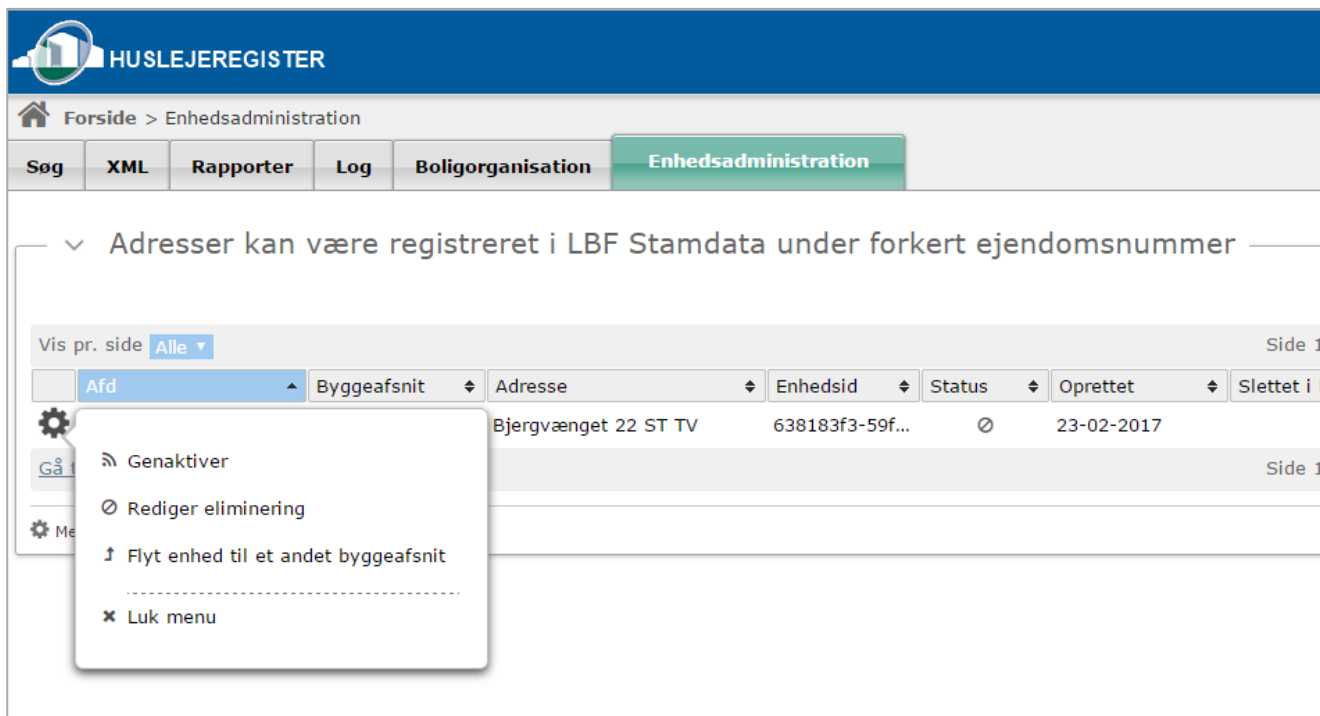 HUSLEJEREGISTER
Forside > Enhedsadministration
Søg XML Rapporter Log Boligorganisation Enhedsadministration
Adresser kan være registreret i LBF Stamdata under forkert ejendomsnummer
Vis pr. side Alle Side 1
Afd Byggeafsnit Adresse Enhedsid Status Oprettet Slettet i
Bjergvænget 22 ST TV 638183f3-59f... 23-02-2017
Genaktiver
Gå Side 1
Rediger eliminering
Flyt enhed til et andet byggeafsnit
Luk menu